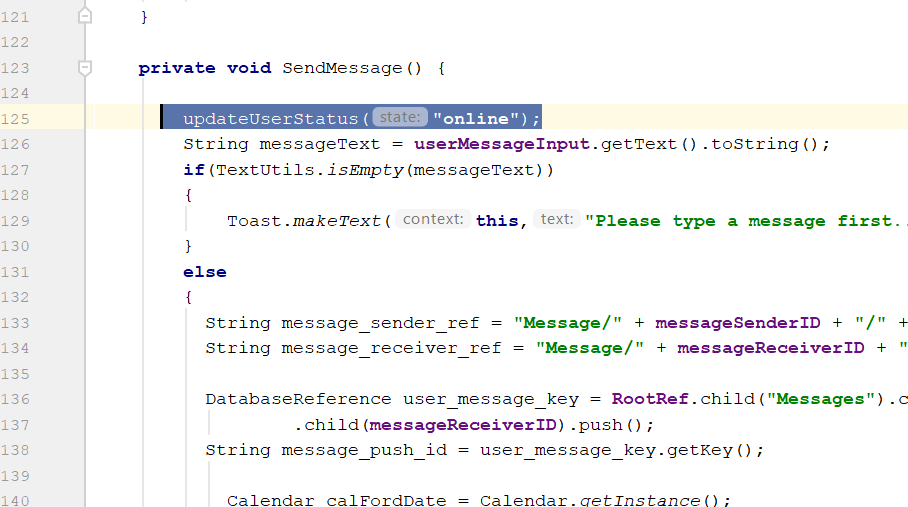 121 }
122
123 private void SendMessage() {
124
125 updateUserStatus( state: "online");
126 String messageText = userMessageInput.getText().toString();
127 if(TextUtils.isEmpty(messageText))
128 {
129 Toast.makeText( context: this, text: "Please type a message first..
130 }
131 else
132 {
133 String message_sender_ref = "Message/" + messageSenderID + "/" +
134 String message_receiver_ref = "Message/" + messageReceiverID + "
135
136 DatabaseReference user_message_key = RootRef.child("Messages").c
137 .child(messageReceiverID).push();
138 String message_push_id = user_message_key.getKey();
139
140 Calendar calFordDate = Calendar.getInstance();